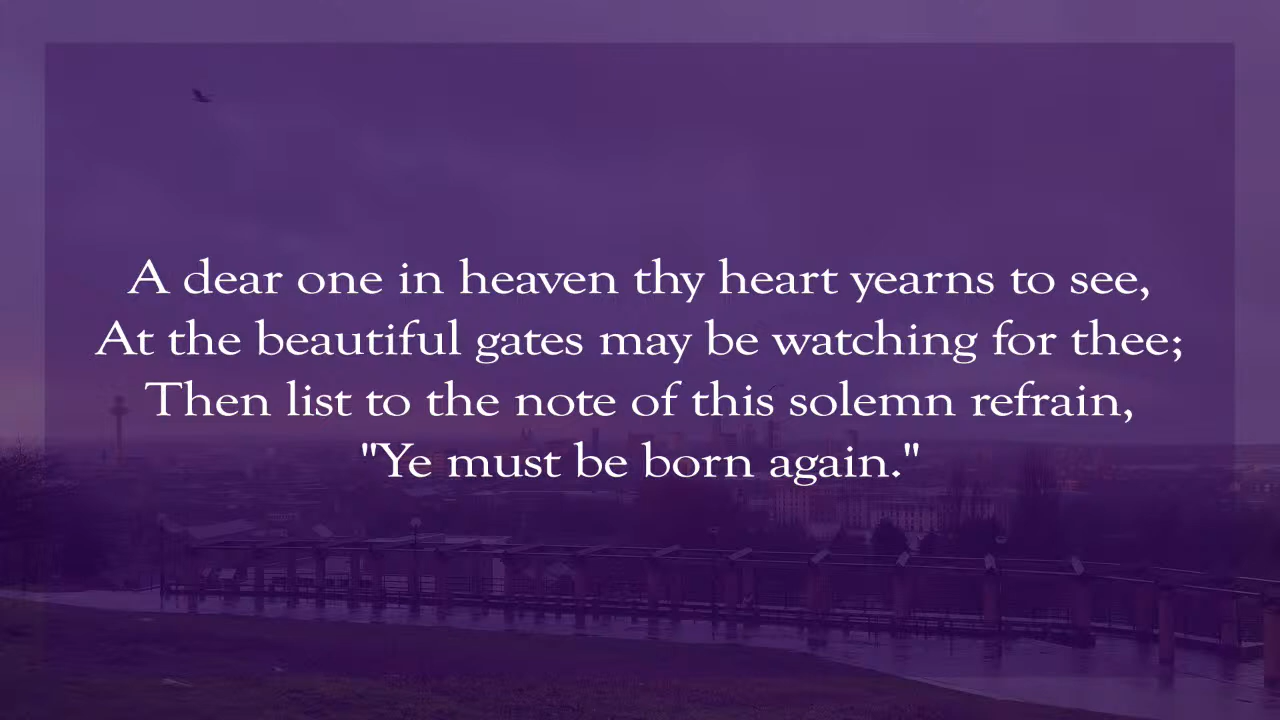 A dear one in heaven thy heart yearns to see,
At the beautiful gates may be watching for thee;
Then list to the note of this solemn refrain,
"Ye must be born again."